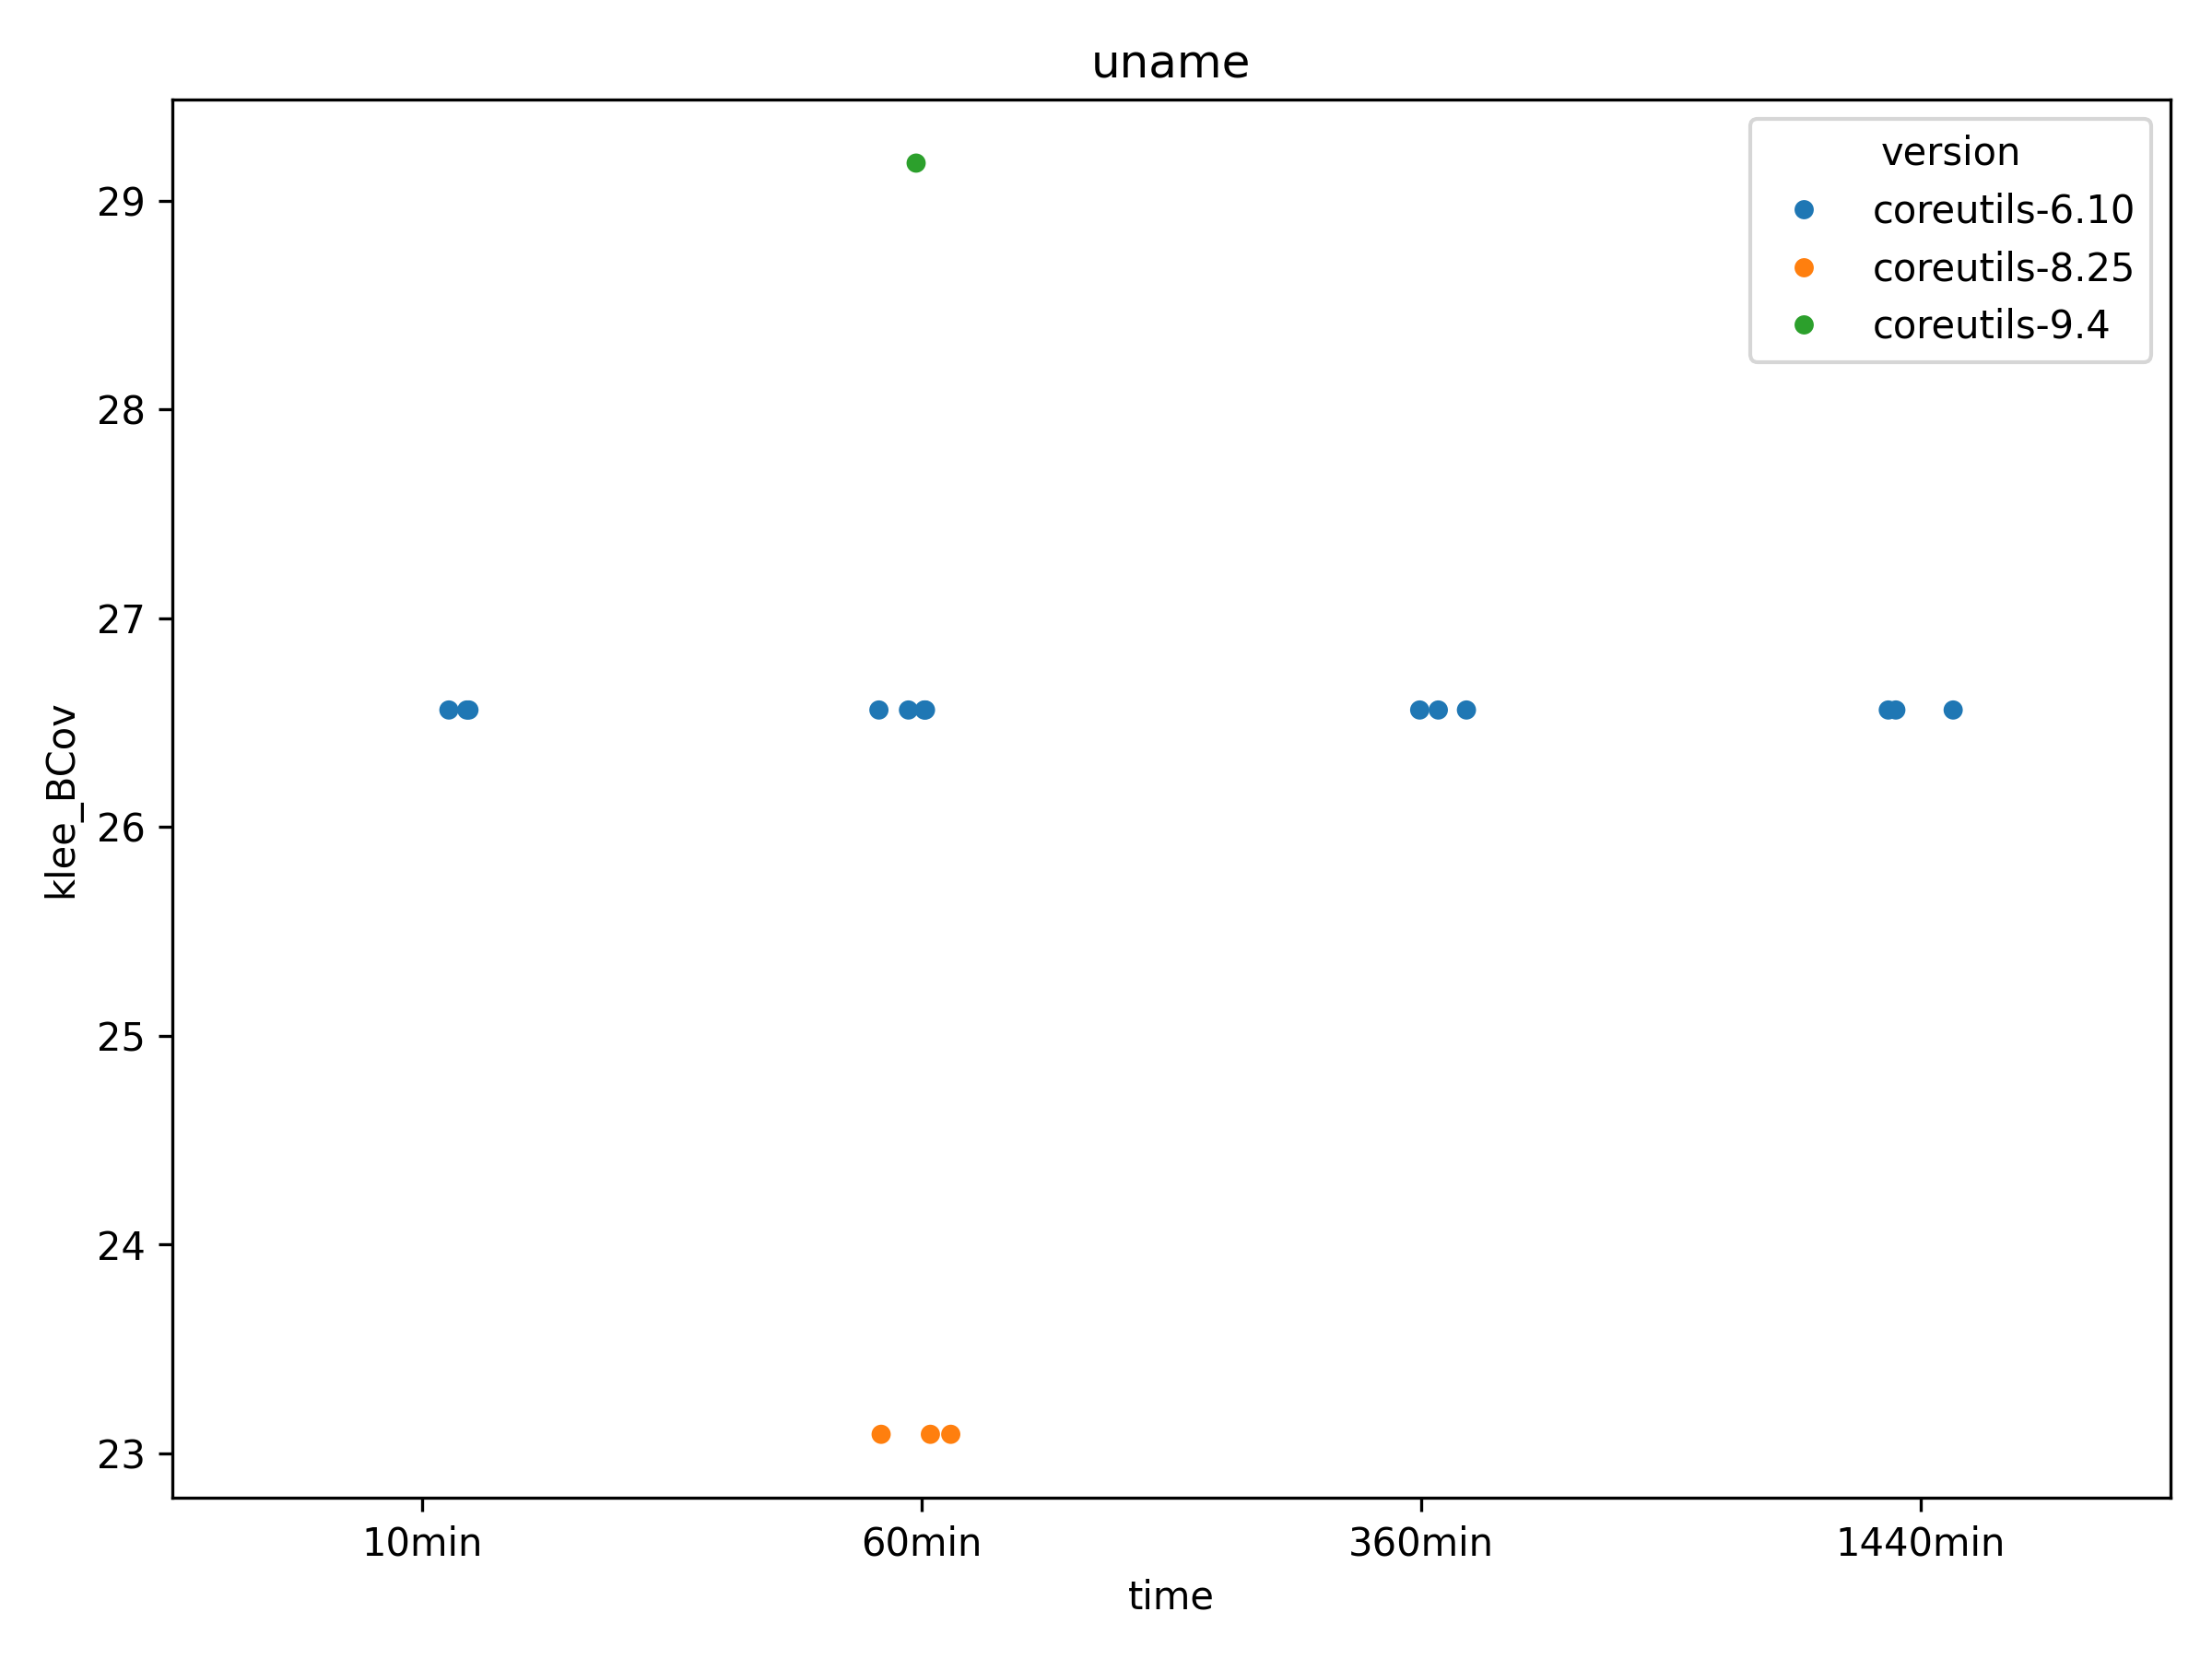 uname
version
coreutils-6.10
coreutils-8.25
coreutils-9.4
29
28
27
26
25
24
23
klee_BCov
10min
60min
360min
1440min
time